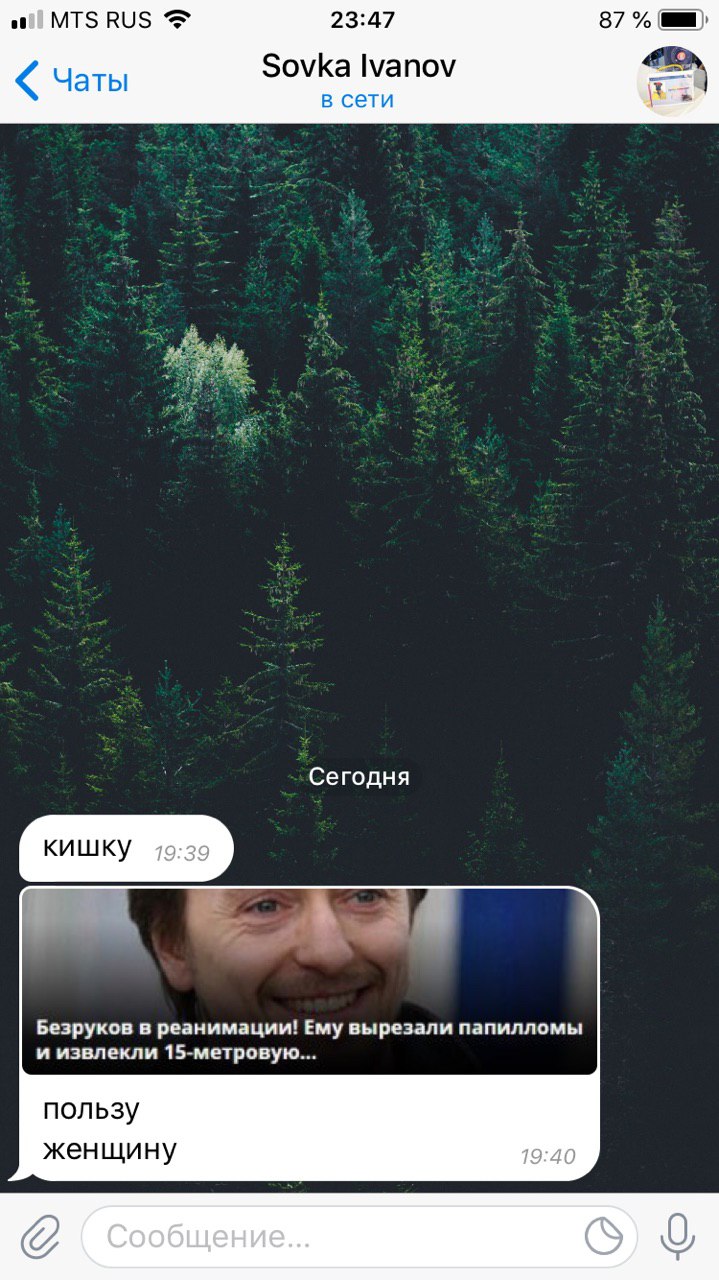 MTS RUS 23:47 87 %
Чаты Sovka Ivanov
в сети
Сегодня
кишку 19:39
Безруков в реанимации! Ему вырезали папилломы
и извлекли 15-метровую...
пользу
женщину 19:40
Сообщение...